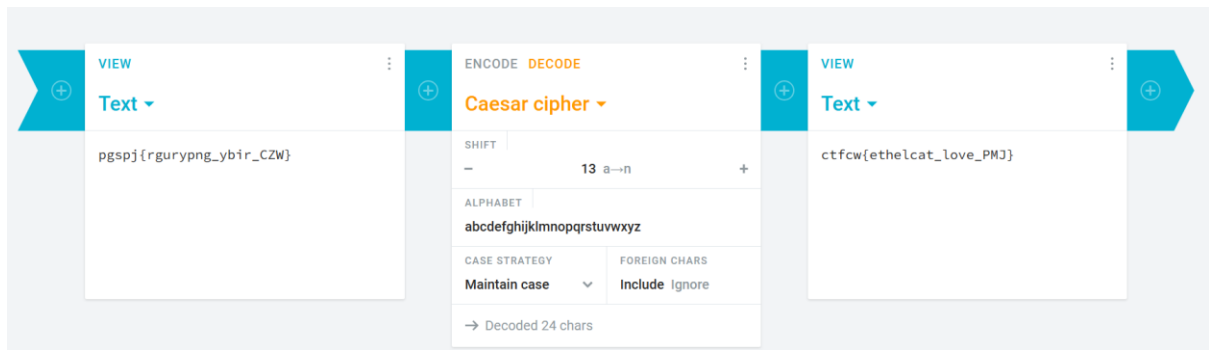 VIEW
Text
pgspj{rgurypng_ybir_CZW}
ENCODE DECODE
Caesar cipher
SHIFT
− 13 a→n +
ALPHABET
abcdefghijklmnopqrstuvwxyz
CASE STRATEGY
Maintain case
FOREIGN CHARS
Include Ignore
→ Decoded 24 chars
VIEW
Text
ctfcw{ethelcat_love_PMJ}